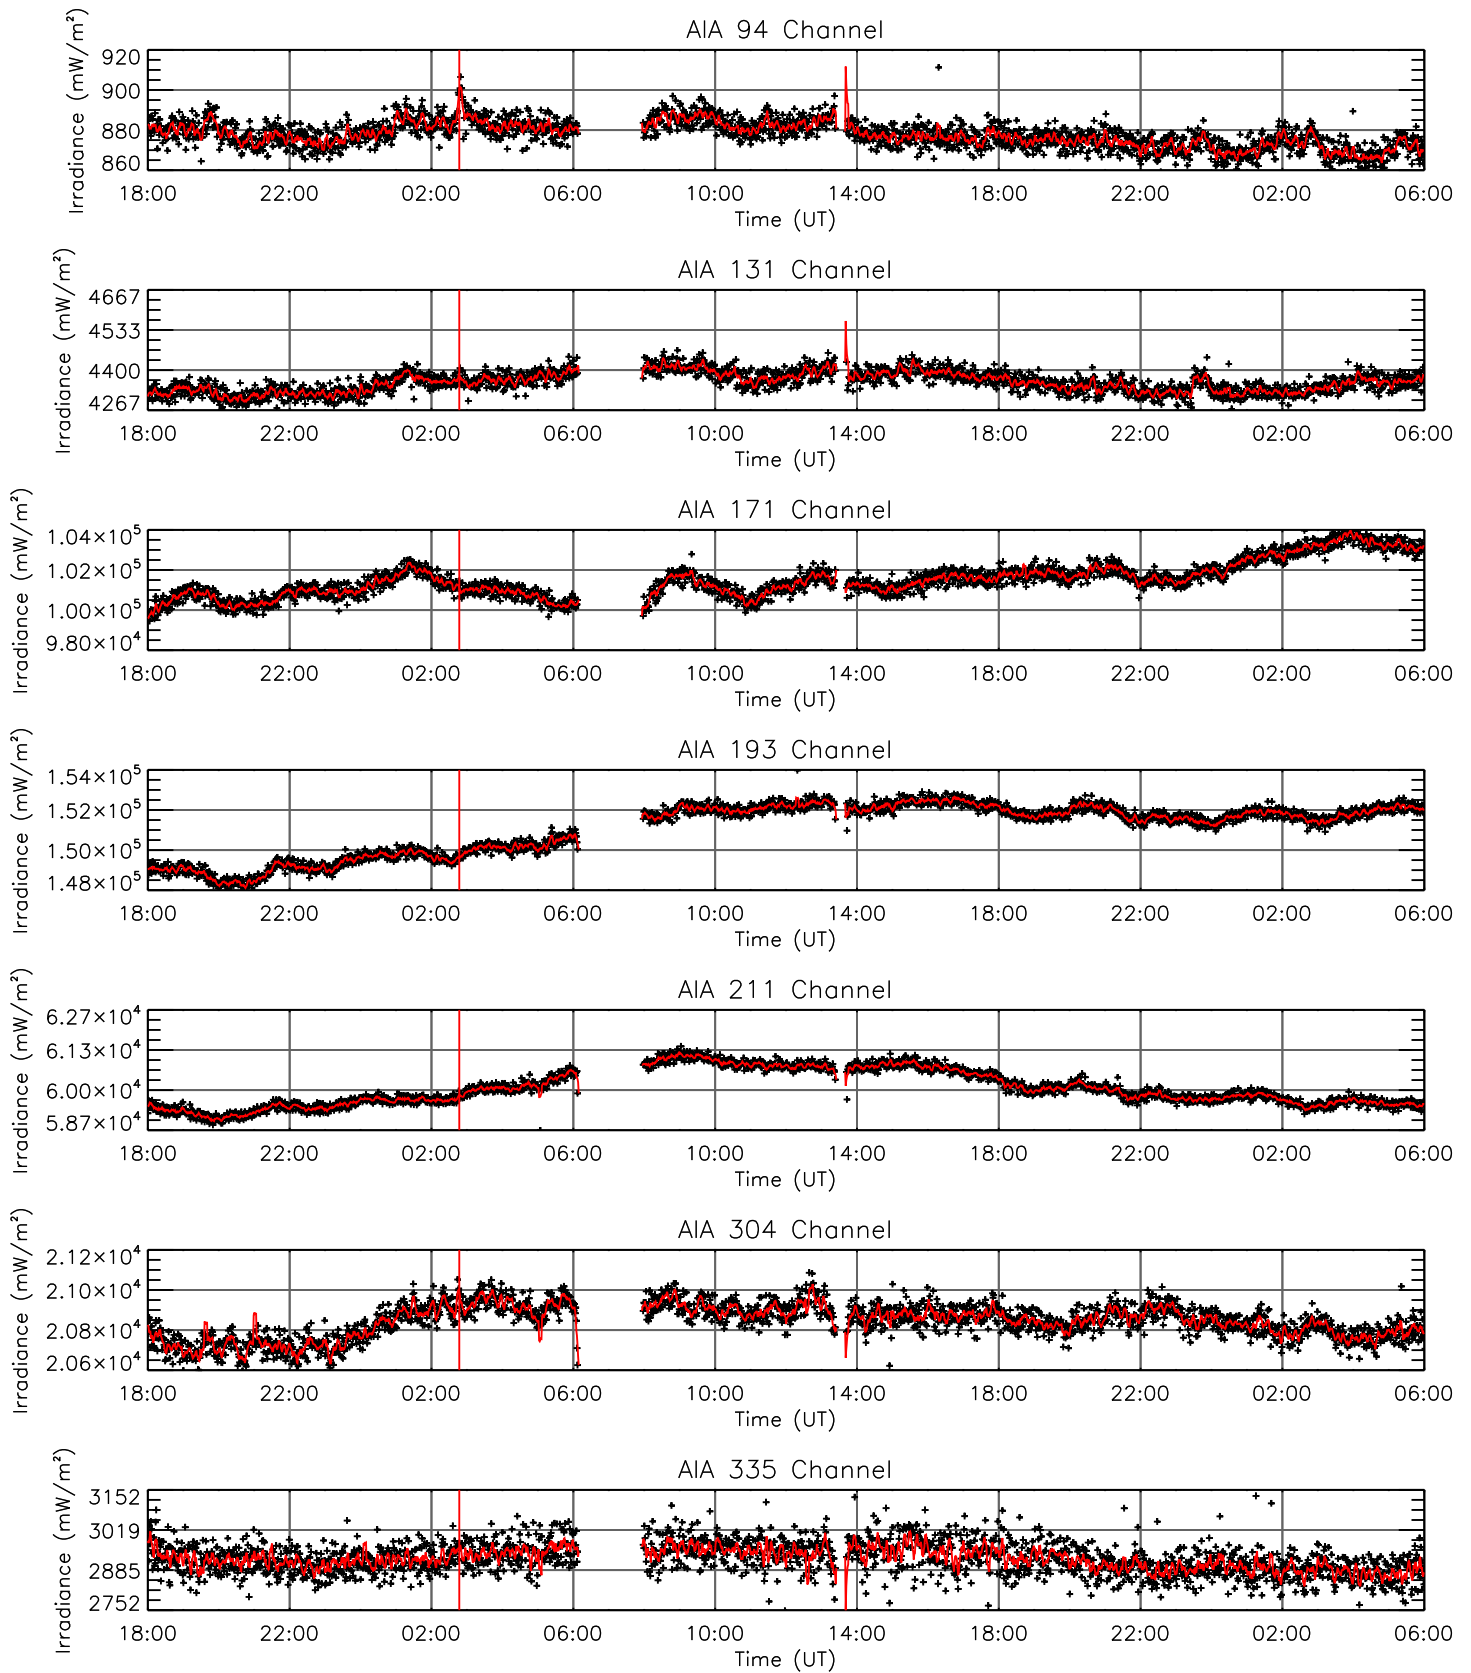 AIA 94 Channel
Irradiance (mW/m²)
920
900
880
860
18:00 22:00 02:00 06:00 10:00 14:00 18:00 22:00 02:00 06:00
Time (UT)
AIA 131 Channel
Irradiance (mW/m²)
4667
4533
4400
4267
18:00 22:00 02:00 06:00 10:00 14:00 18:00 22:00 02:00 06:00
Time (UT)
AIA 171 Channel
Irradiance (mW/m²)
1.04×10⁵
1.02×10⁵
1.00×10⁵
9.80×10⁴
18:00 22:00 02:00 06:00 10:00 14:00 18:00 22:00 02:00 06:00
Time (UT)
AIA 193 Channel
Irradiance (mW/m²)
1.54×10⁵
1.52×10⁵
1.50×10⁵
1.48×10⁵
18:00 22:00 02:00 06:00 10:00 14:00 18:00 22:00 02:00 06:00
Time (UT)
AIA 211 Channel
Irradiance (mW/m²)
6.27×10⁴
6.13×10⁴
6.00×10⁴
5.87×10⁴
18:00 22:00 02:00 06:00 10:00 14:00 18:00 22:00 02:00 06:00
Time (UT)
AIA 304 Channel
Irradiance (mW/m²)
2.12×10⁴
2.10×10⁴
2.08×10⁴
2.06×10⁴
18:00 22:00 02:00 06:00 10:00 14:00 18:00 22:00 02:00 06:00
Time (UT)
AIA 335 Channel
Irradiance (mW/m²)
3152
3019
2885
2752
18:00 22:00 02:00 06:00 10:00 14:00 18:00 22:00 02:00 06:00
Time (UT)